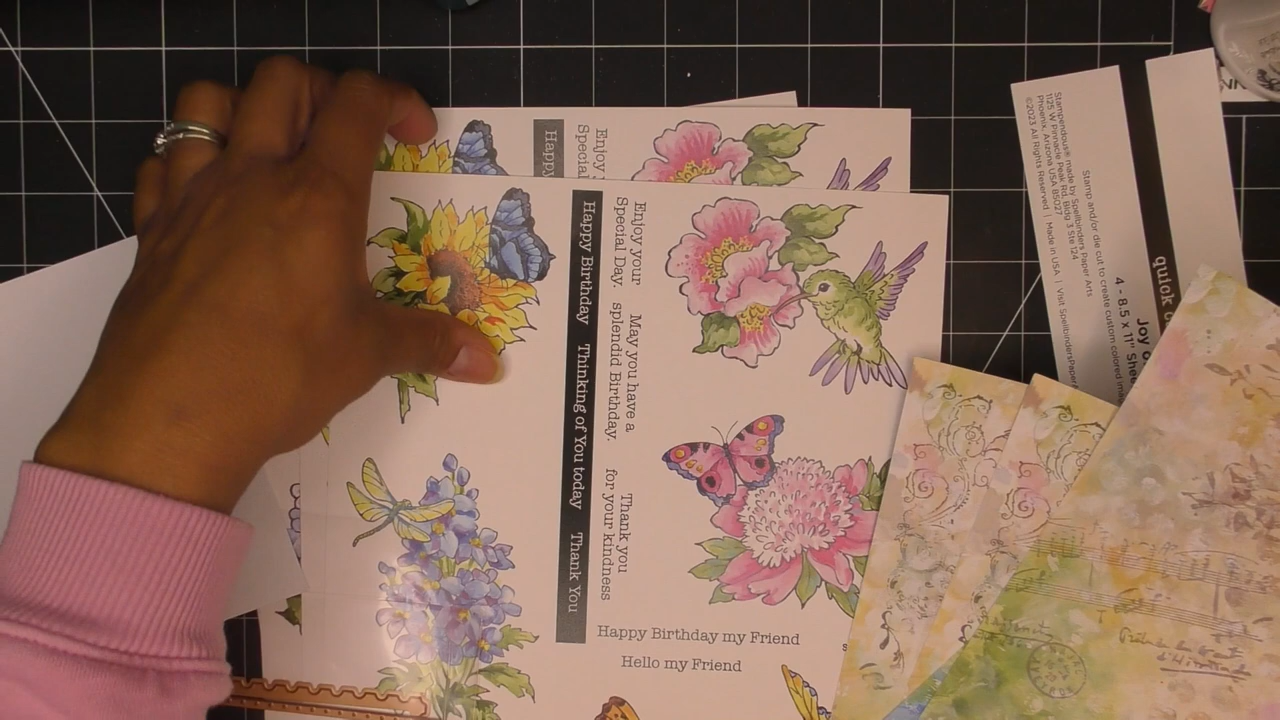 Happy
Enjoy
Special
Happy Birthday Thinking of You today Thank You
Enjoy your
Special Day.
May you have a
splendid Birthday.
Thank you
for your kindness
Happy Birthday my Friend
Hello my Friend
quick
Joy
4 - 8.5 x 11" Shee
Stamp and/or die cut to create custom colored ima
Stampendous® made by Spellbinders Paper Arts
1125 W Pinnacle Peak Rd, Bldg 3 Ste 124
Phoenix, Arizona USA 85027
©2023 All Rights Reserved | Made in USA | Visit SpellbindersPaper